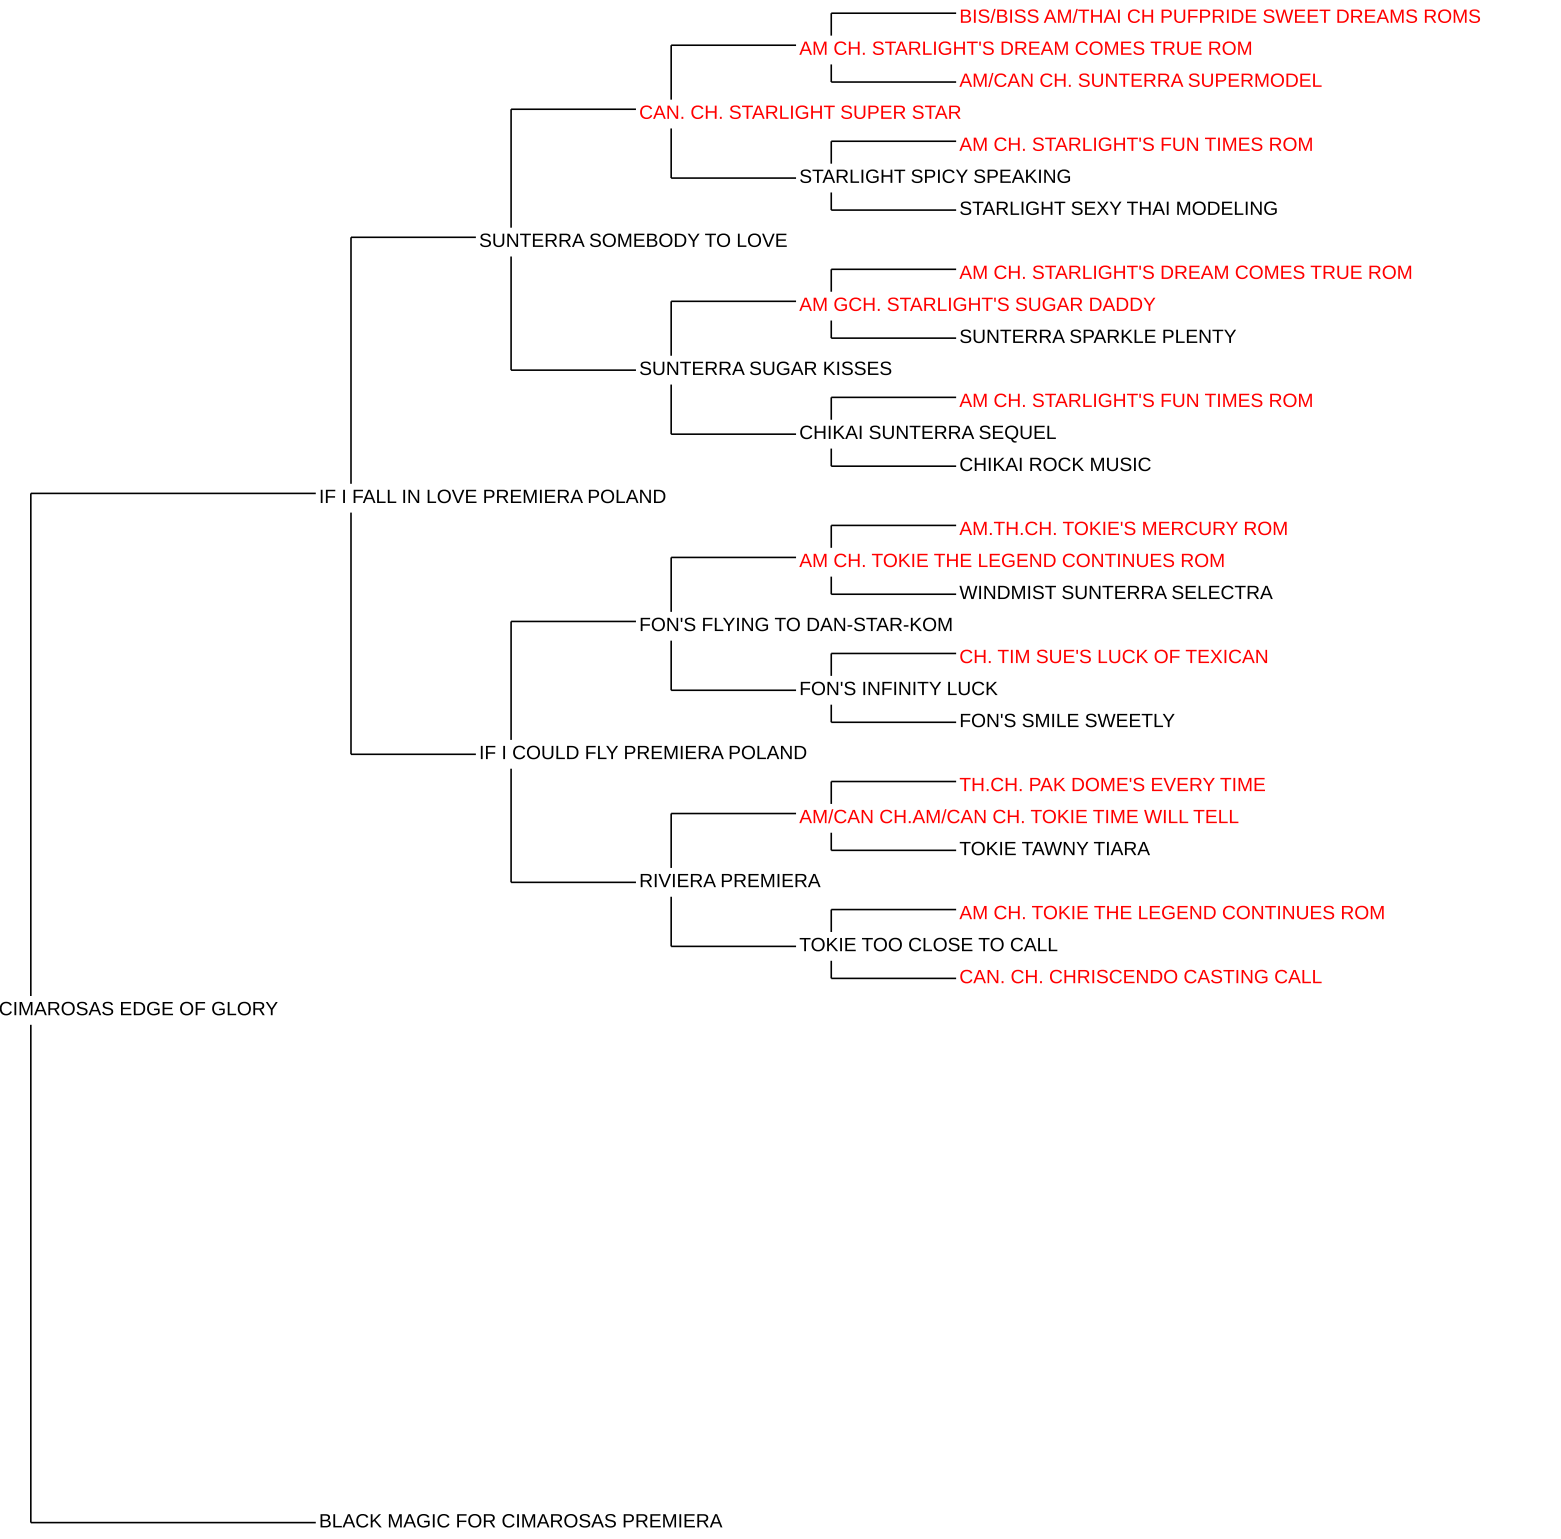 BIS/BISS AM/THAI CH PUFPRIDE SWEET DREAMS ROMS
AM CH. STARLIGHT'S DREAM COMES TRUE ROM
AM/CAN CH. SUNTERRA SUPERMODEL
CAN. CH. STARLIGHT SUPER STAR
AM CH. STARLIGHT'S FUN TIMES ROM
STARLIGHT SPICY SPEAKING
STARLIGHT SEXY THAI MODELING
SUNTERRA SOMEBODY TO LOVE
AM CH. STARLIGHT'S DREAM COMES TRUE ROM
AM GCH. STARLIGHT'S SUGAR DADDY
SUNTERRA SPARKLE PLENTY
SUNTERRA SUGAR KISSES
AM CH. STARLIGHT'S FUN TIMES ROM
CHIKAI SUNTERRA SEQUEL
CHIKAI ROCK MUSIC
IF I FALL IN LOVE PREMIERA POLAND
AM.TH.CH. TOKIE'S MERCURY ROM
AM CH. TOKIE THE LEGEND CONTINUES ROM
WINDMIST SUNTERRA SELECTRA
FON'S FLYING TO DAN-STAR-KOM
CH. TIM SUE'S LUCK OF TEXICAN
FON'S INFINITY LUCK
FON'S SMILE SWEETLY
IF I COULD FLY PREMIERA POLAND
TH.CH. PAK DOME'S EVERY TIME
AM/CAN CH.AM/CAN CH. TOKIE TIME WILL TELL
TOKIE TAWNY TIARA
RIVIERA PREMIERA
AM CH. TOKIE THE LEGEND CONTINUES ROM
TOKIE TOO CLOSE TO CALL
CAN. CH. CHRISCENDO CASTING CALL
CIMAROSAS EDGE OF GLORY
BLACK MAGIC FOR CIMAROSAS PREMIERA